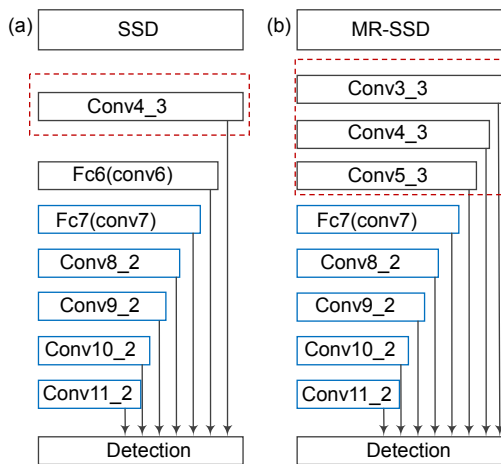 (a)
SSD
Conv4_3
Fc6(conv6)
Fc7(conv7)
Conv8_2
Conv9_2
Conv10_2
Conv11_2
Detection
(b)
MR-SSD
Conv3_3
Conv4_3
Conv5_3
Fc7(conv7)
Conv8_2
Conv9_2
Conv10_2
Conv11_2
Detection